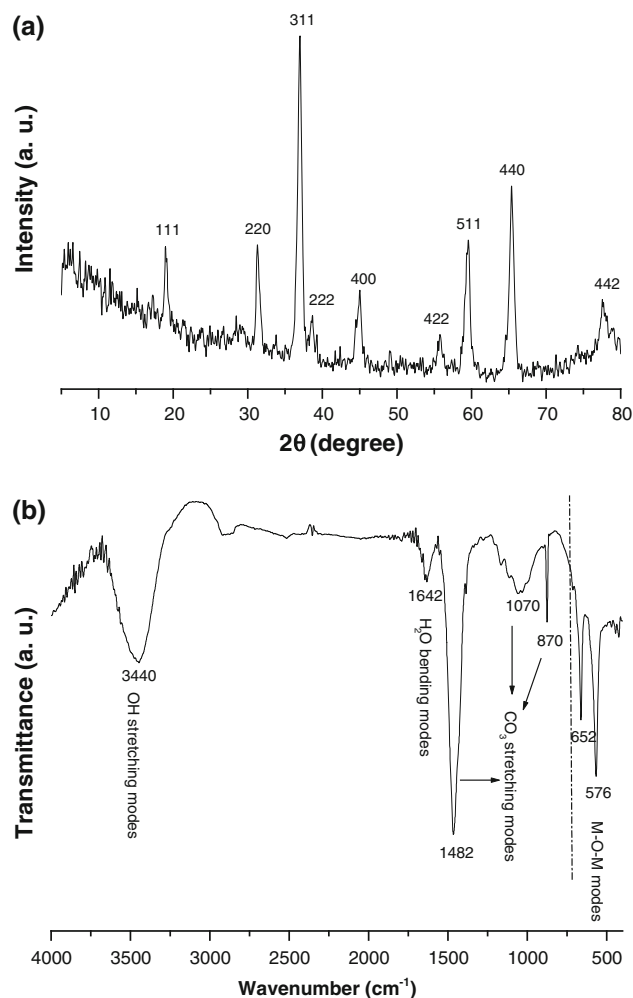 (a)
Intensity (a. u.)
111
220
311
222
400
422
511
440
442
10 20 30 40 50 60 70 80
2θ (degree)
(b)
Transmittance (a. u.)
3440
OH stretching modes
1642
H₂O bending modes
1482
1070
870
CO₃ stretching modes
652
576
M-O-M modes
4000 3500 3000 2500 2000 1500 1000 500
Wavenumber (cm⁻¹)